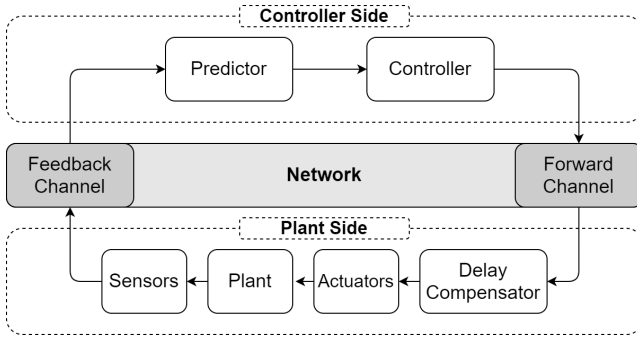 Controller Side
Predictor
Controller
Feedback
Channel
Network
Forward
Channel
Plant Side
Sensors
Plant
Actuators
Delay
Compensator